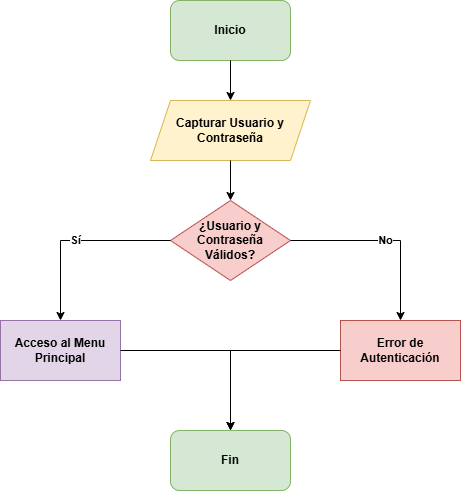 Inicio
Capturar Usuario y
Contraseña
¿Usuario y
Contraseña
Válidos?
Sí
No
Acceso al Menu
Principal
Error de
Autenticación
Fin